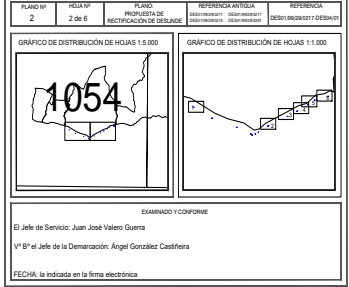 PLANO Nº
2
HOJA Nº
2 de 6
PLANO:
PROPUESTA DE
RECTIFICACIÓN DE DESLINDE
REFERENCIA ANTIGUA
REFERENCIA
DES01/99/29/0217-DES04/01
GRÁFICO DE DISTRIBUCIÓN DE HOJAS 1:5.000
1054
GRÁFICO DE DISTRIBUCIÓN DE HOJAS 1:1.000
2
EXAMINADO Y CONFORME
El Jefe de Servicio: Juan José Valero Guerra
Vº Bº el Jefe de la Demarcación: Ángel González Castiñeira
FECHA: la indicada en la firma electrónica